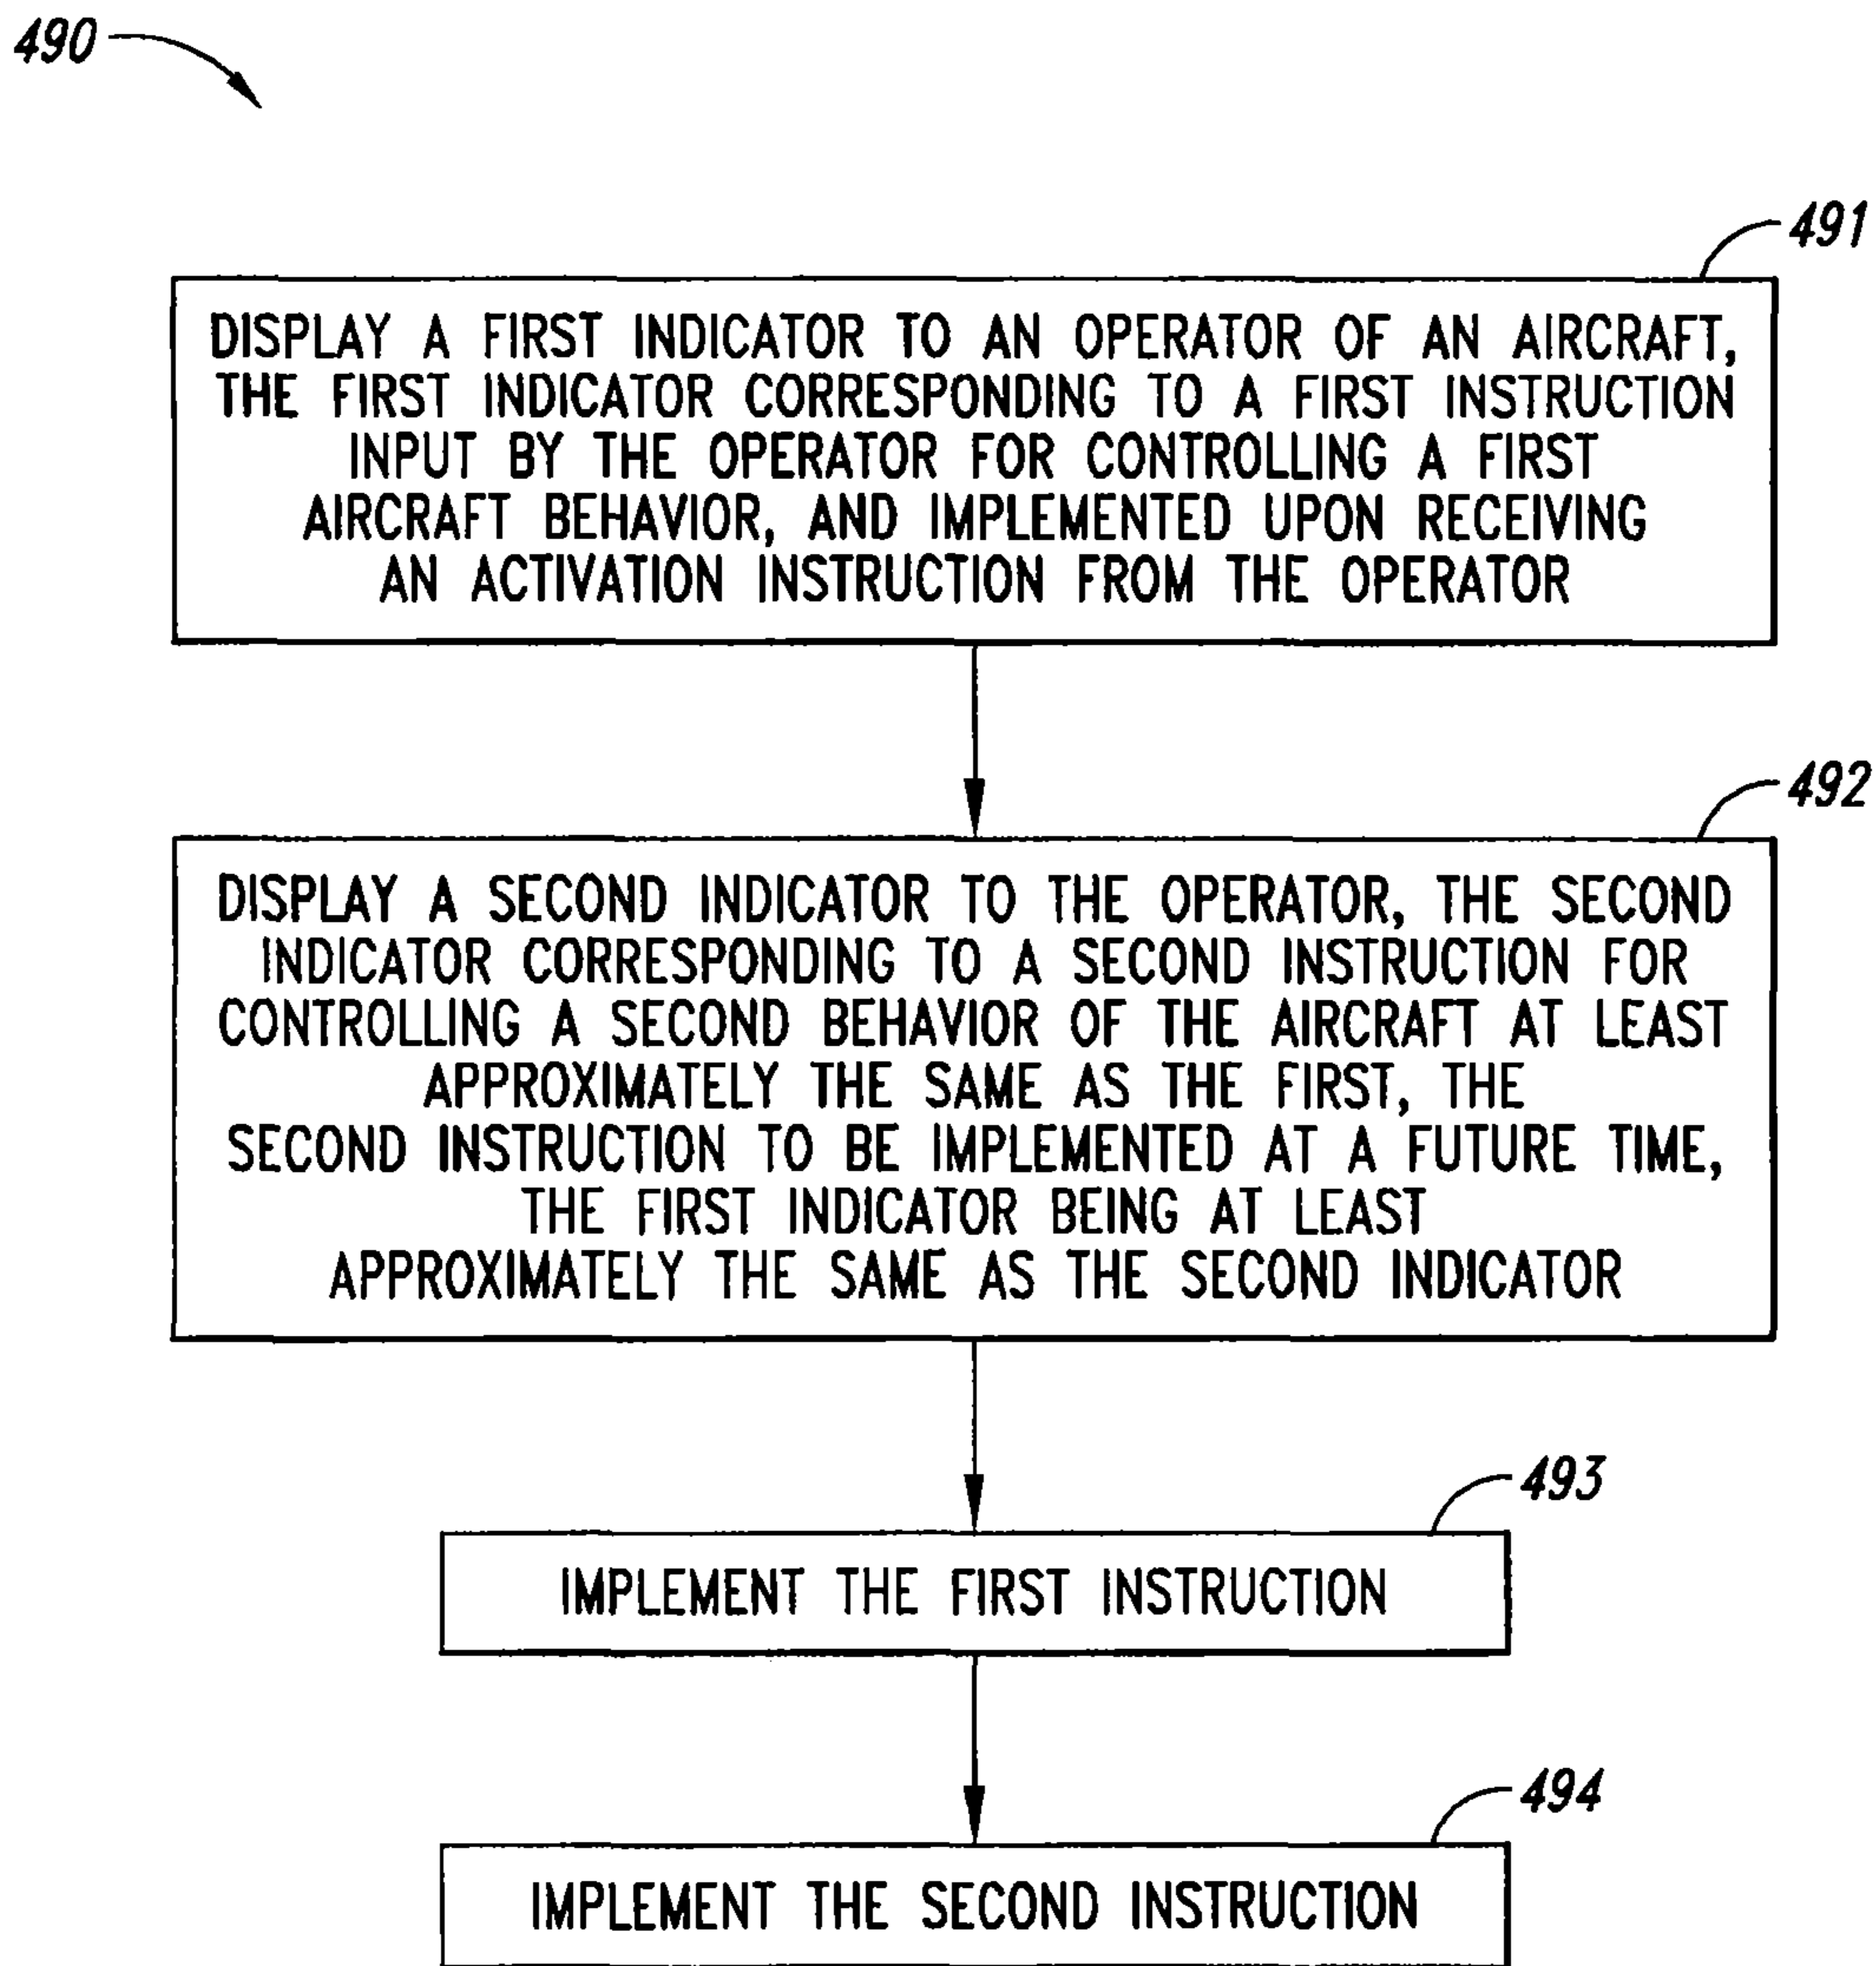 490
491
DISPLAY A FIRST INDICATOR TO AN OPERATOR OF AN AIRCRAFT,
THE FIRST INDICATOR CORRESPONDING TO A FIRST INSTRUCTION
INPUT BY THE OPERATOR FOR CONTROLLING A FIRST
AIRCRAFT BEHAVIOR, AND IMPLEMENTED UPON RECEIVING
AN ACTIVATION INSTRUCTION FROM THE OPERATOR
492
DISPLAY A SECOND INDICATOR TO THE OPERATOR, THE SECOND
INDICATOR CORRESPONDING TO A SECOND INSTRUCTION FOR
CONTROLLING A SECOND BEHAVIOR OF THE AIRCRAFT AT LEAST
APPROXIMATELY THE SAME AS THE FIRST, THE
SECOND INSTRUCTION TO BE IMPLEMENTED AT A FUTURE TIME,
THE FIRST INDICATOR BEING AT LEAST
APPROXIMATELY THE SAME AS THE SECOND INDICATOR
493
IMPLEMENT THE FIRST INSTRUCTION
494
IMPLEMENT THE SECOND INSTRUCTION